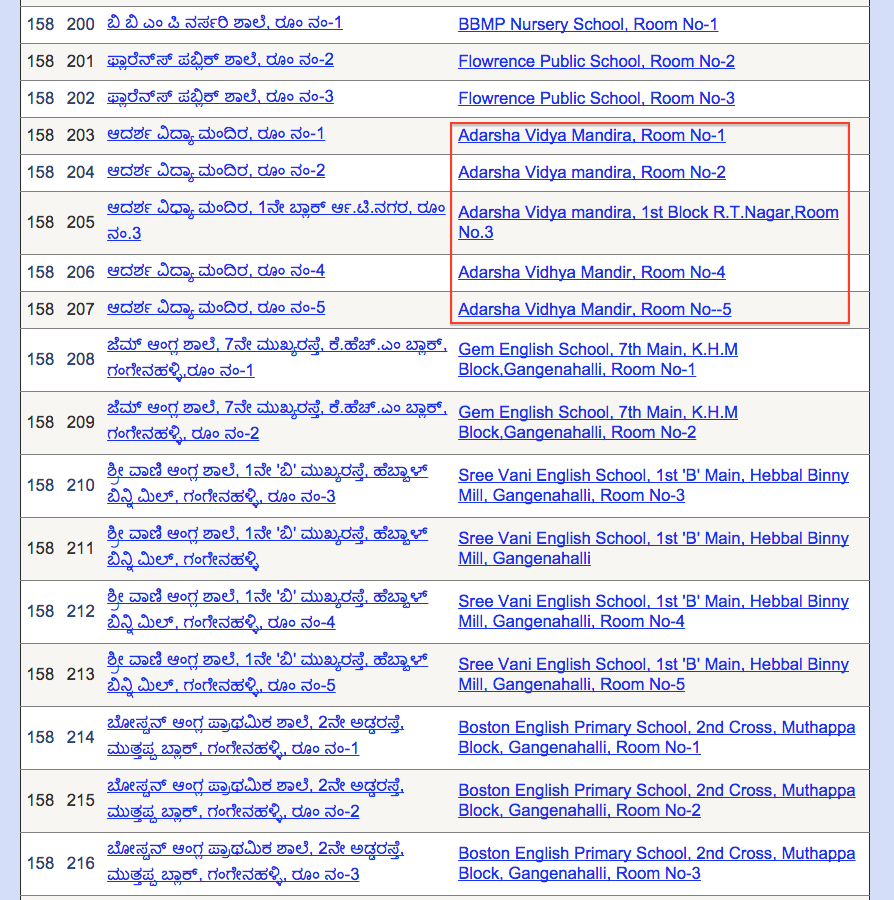 158 200 ಬಿ ಬಿ ಎಂ ಪಿ ನರ್ಸರಿ ಶಾಲೆ, ರೂಂ ನಂ-1 BBMP Nursery School, Room No-1
158 201 ಫ್ಲಾರೆನ್ಸ್ ಪಬ್ಲಿಕ್ ಶಾಲೆ, ರೂಂ ನಂ-2 Flowrence Public School, Room No-2
158 202 ಫ್ಲಾರೆನ್ಸ್ ಪಬ್ಲಿಕ್ ಶಾಲೆ, ರೂಂ ನಂ-3 Flowrence Public School, Room No-3
158 203 ಆದರ್ಶ ವಿದ್ಯಾ ಮಂದಿರ, ರೂಂ ನಂ-1 Adarsha Vidya Mandira, Room No-1
158 204 ಆದರ್ಶ ವಿದ್ಯಾ ಮಂದಿರ, ರೂಂ ನಂ-2 Adarsha Vidya mandira, Room No-2
158 205 ಆದರ್ಶ ವಿಧ್ಯಾ ಮಂದಿರ, 1ನೇ ಬ್ಲಾಕ್ ಆರ್.ಟಿ.ನಗರ, ರೂಂ
ನಂ.3
Adarsha Vidya mandira, 1st Block R.T.Nagar,Room
No.3
158 206 ಆದರ್ಶ ವಿದ್ಯಾ ಮಂದಿರ, ರೂಂ ನಂ-4 Adarsha Vidhya Mandir, Room No-4
158 207 ಆದರ್ಶ ವಿದ್ಯಾ ಮಂದಿರ, ರೂಂ ನಂ-5 Adarsha Vidhya Mandir, Room No--5
158 208 ಜೆಮ್ ಆಂಗ್ಲ ಶಾಲೆ, 7ನೇ ಮುಖ್ಯರಸ್ತೆ, ಕೆ.ಹೆಚ್.ಎಂ ಬ್ಲಾಕ್,
ಗಂಗೇನಹಳ್ಳಿ,ರೂಂ ನಂ-1
Gem English School, 7th Main, K.H.M
Block,Gangenahalli, Room No-1
158 209 ಜೆಮ್ ಆಂಗ್ಲ ಶಾಲೆ, 7ನೇ ಮುಖ್ಯರಸ್ತೆ, ಕೆ.ಹೆಚ್.ಎಂ ಬ್ಲಾಕ್,
ಗಂಗೇನಹಳ್ಳಿ, ರೂಂ ನಂ-2
Gem English School, 7th Main, K.H.M
Block,Gangenahalli, Room No-2
158 210 ಶ್ರೀ ವಾಣಿ ಆಂಗ್ಲ ಶಾಲೆ, 1ನೇ 'ಬಿ' ಮುಖ್ಯರಸ್ತೆ, ಹೆಬ್ಬಾಳ್
ಬಿನ್ನಿ ಮಿಲ್, ಗಂಗೇನಹಳ್ಳಿ, ರೂಂ ನಂ-3
Sree Vani English School, 1st 'B' Main, Hebbal Binny
Mill, Gangenahalli, Room No-3
158 211 ಶ್ರೀ ವಾಣಿ ಆಂಗ್ಲ ಶಾಲೆ, 1ನೇ 'ಬಿ' ಮುಖ್ಯರಸ್ತೆ, ಹೆಬ್ಬಾಳ್
ಬಿನ್ನಿ ಮಿಲ್, ಗಂಗೇನಹಳ್ಳಿ
Sree Vani English School, 1st 'B' Main, Hebbal Binny
Mill, Gangenahalli
158 212 ಶ್ರೀ ವಾಣಿ ಆಂಗ್ಲ ಶಾಲೆ, 1ನೇ 'ಬಿ' ಮುಖ್ಯರಸ್ತೆ, ಹೆಬ್ಬಾಳ್
ಬಿನ್ನಿ ಮಿಲ್, ಗಂಗೇನಹಳ್ಳಿ, ರೂಂ ನಂ-4
Sree Vani English School, 1st 'B' Main, Hebbal Binny
Mill, Gangenahalli, Room No-4
158 213 ಶ್ರೀ ವಾಣಿ ಆಂಗ್ಲ ಶಾಲೆ, 1ನೇ 'ಬಿ' ಮುಖ್ಯರಸ್ತೆ, ಹೆಬ್ಬಾಳ್
ಬಿನ್ನಿ ಮಿಲ್, ಗಂಗೇನಹಳ್ಳಿ, ರೂಂ ನಂ-5
Sree Vani English School, 1st 'B' Main, Hebbal Binny
Mill, Gangenahalli, Room No-5
158 214 ಬೋಸ್ಟನ್ ಆಂಗ್ಲ ಪ್ರಾಥಮಿಕ ಶಾಲೆ, 2ನೇ ಅಡ್ಡರಸ್ತೆ,
ಮುತ್ತಪ್ಪ ಬ್ಲಾಕ್, ಗಂಗೇನಹಳ್ಳಿ, ರೂಂ ನಂ-1
Boston English Primary School, 2nd Cross, Muthappa
Block, Gangenahalli, Room No-1
158 215 ಬೋಸ್ಟನ್ ಆಂಗ್ಲ ಪ್ರಾಥಮಿಕ ಶಾಲೆ, 2ನೇ ಅಡ್ಡರಸ್ತೆ,
ಮುತ್ತಪ್ಪ ಬ್ಲಾಕ್, ಗಂಗೇನಹಳ್ಳಿ, ರೂಂ ನಂ-2
Boston English Primary School, 2nd Cross, Muthappa
Block, Gangenahalli, Room No-2
158 216 ಬೋಸ್ಟನ್ ಆಂಗ್ಲ ಪ್ರಾಥಮಿಕ ಶಾಲೆ, 2ನೇ ಅಡ್ಡರಸ್ತೆ,
ಮುತ್ತಪ್ಪ ಬ್ಲಾಕ್, ಗಂಗೇನಹಳ್ಳಿ, ರೂಂ ನಂ-3
Boston English Primary School, 2nd Cross, Muthappa
Block, Gangenahalli, Room No-3